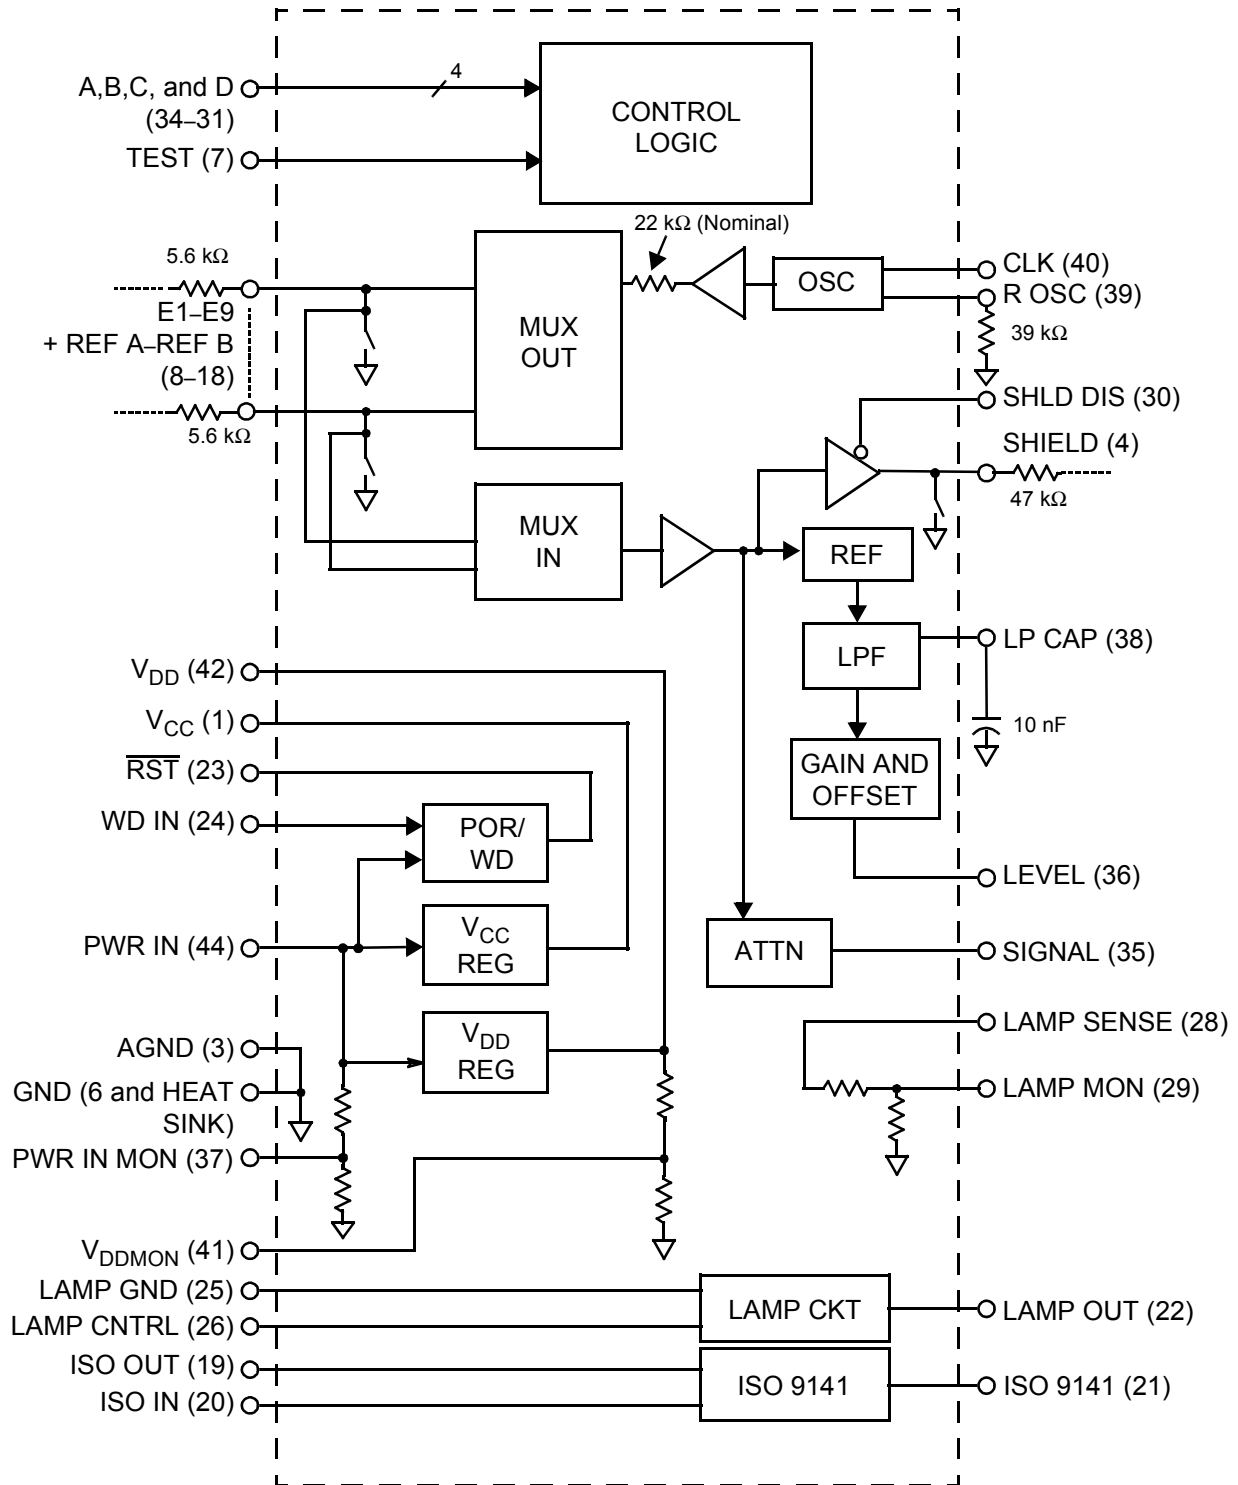 A,B,C, and D
(34–31)
TEST (7)
4
CONTROL
LOGIC
22 kΩ (Nominal)
5.6 kΩ
E1–E9
+ REF A–REF B
(8–18)
5.6 kΩ
MUX
OUT
OSC
CLK (40)
R OSC (39)
39 kΩ
SHLD DIS (30)
SHIELD (4)
47 kΩ
MUX
IN
REF
LPF
LP CAP (38)
10 nF
GAIN AND
OFFSET
LEVEL (36)
ATTN
SIGNAL (35)
VDD (42)
VCC (1)
RST (23)
WD IN (24)
POR/
WD
PWR IN (44)
VCC
REG
VDD
REG
AGND (3)
GND (6 and HEAT
SINK)
PWR IN MON (37)
VDDMON (41)
LAMP SENSE (28)
LAMP MON (29)
LAMP GND (25)
LAMP CNTRL (26)
LAMP CKT
LAMP OUT (22)
ISO OUT (19)
ISO IN (20)
ISO 9141
ISO 9141 (21)